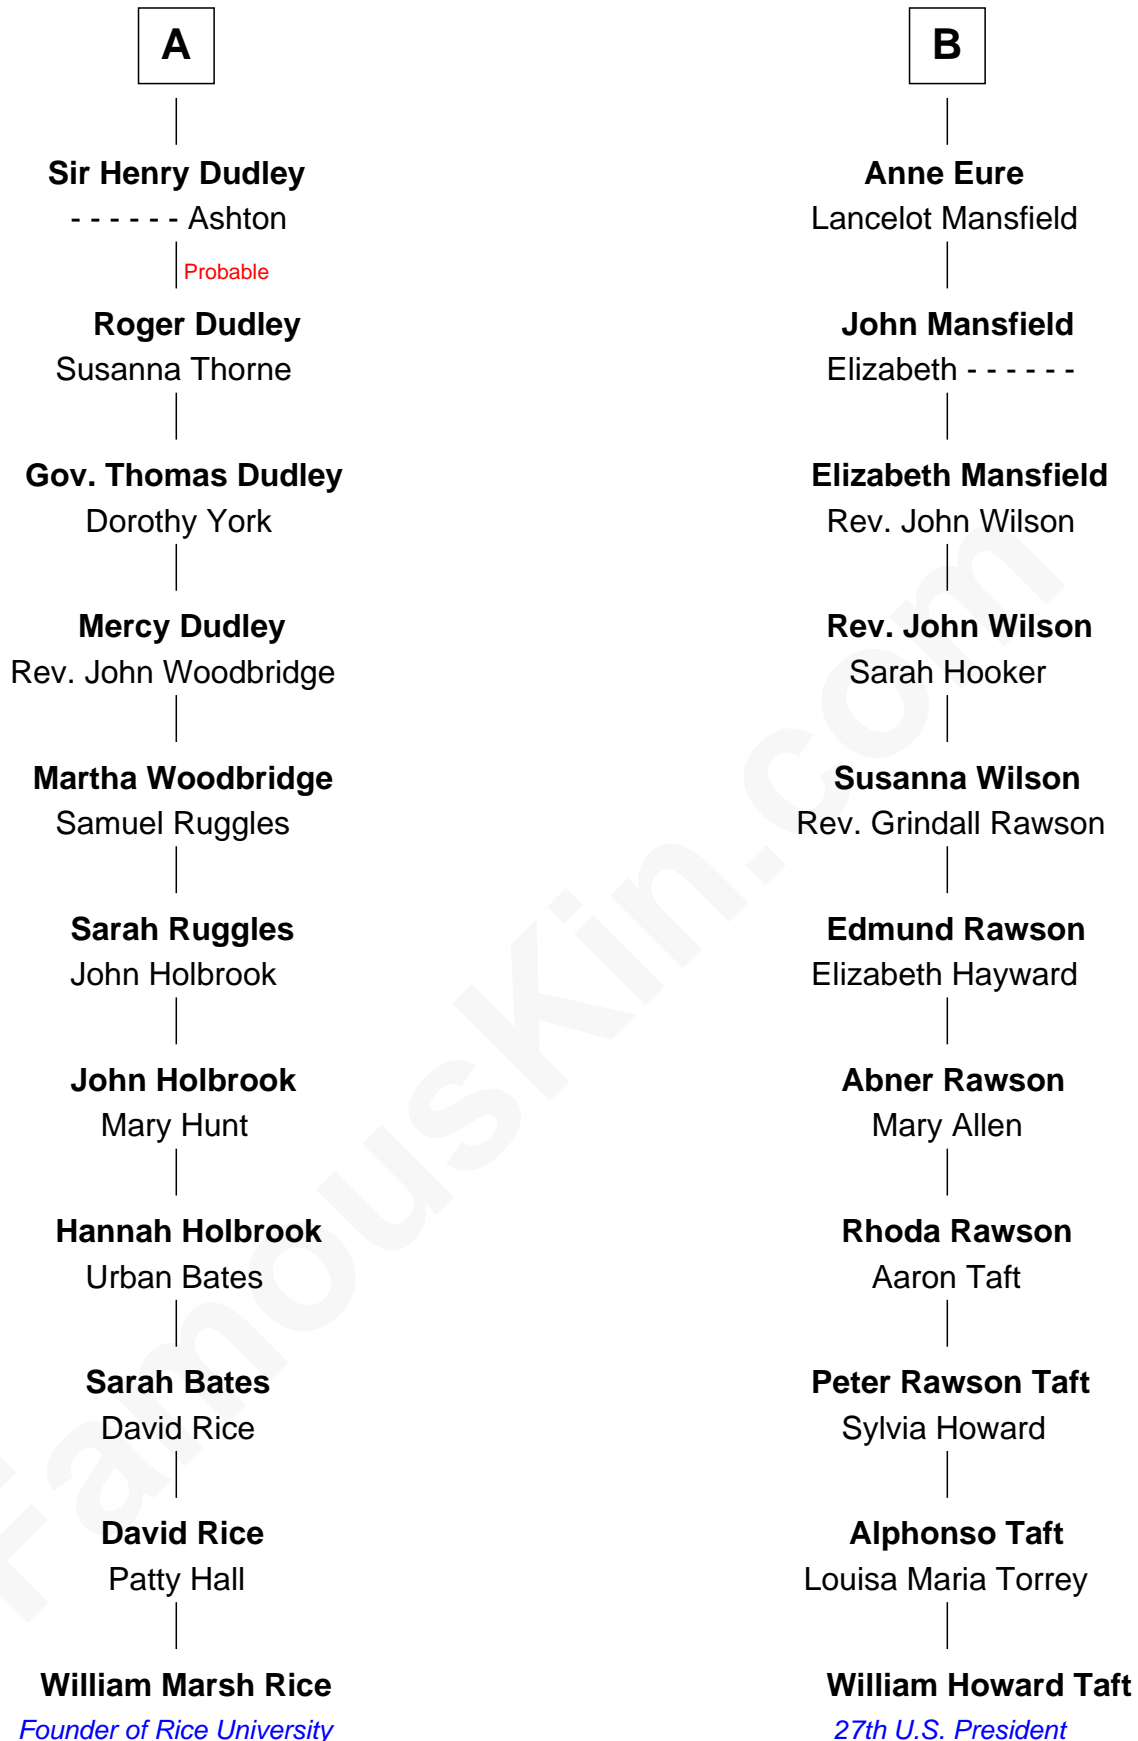 A
Sir Henry Dudley
- - - - - - Ashton
Probable
Roger Dudley
Susanna Thorne
Gov. Thomas Dudley
Dorothy York
Mercy Dudley
Rev. John Woodbridge
Martha Woodbridge
Samuel Ruggles
Sarah Ruggles
John Holbrook
John Holbrook
Mary Hunt
Hannah Holbrook
Urban Bates
Sarah Bates
David Rice
David Rice
Patty Hall
William Marsh Rice
Founder of Rice University
B
Anne Eure
Lancelot Mansfield
John Mansfield
Elizabeth - - - - - -
Elizabeth Mansfield
Rev. John Wilson
Rev. John Wilson
Sarah Hooker
Susanna Wilson
Rev. Grindall Rawson
Edmund Rawson
Elizabeth Hayward
Abner Rawson
Mary Allen
Rhoda Rawson
Aaron Taft
Peter Rawson Taft
Sylvia Howard
Alphonso Taft
Louisa Maria Torrey
William Howard Taft
27th U.S. President
FamousKin.com